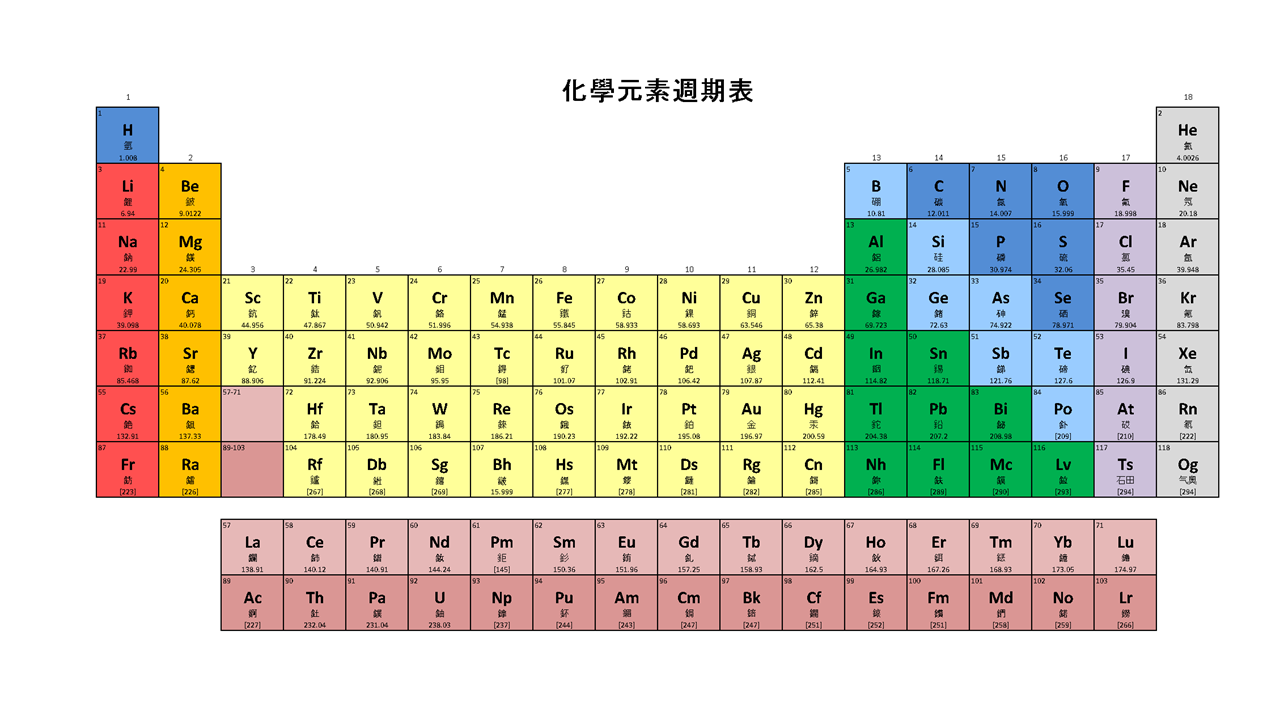 化學元素週期表
1 18
1 2
H He
氫 氦
1.008 4.0026
2 13 14 15 16 17
3 4 5 6 7 8 9 10
Li Be B C N O F Ne
鋰 鈹 硼 碳 氮 氧 氟 氖
6.94 9.0122 10.81 12.011 14.007 15.999 18.998 20.18
11 12 13 14 15 16 17 18
Na Mg Al Si P S Cl Ar
鈉 鎂 鋁 硅 磷 硫 氯 氬
22.99 24.305 26.982 28.085 30.974 32.06 35.45 39.948
3 4 5 6 7 8 9 10 11 12
19 20 21 22 23 24 25 26 27 28 29 30 31 32 33 34 35 36
K Ca Sc Ti V Cr Mn Fe Co Ni Cu Zn Ga Ge As Se Br Kr
鉀 鈣 鈧 鈦 釩 鉻 錳 鐵 鈷 鎳 銅 鋅 鎵 鍺 砷 硒 溴 氪
39.098 40.078 44.956 47.867 50.942 51.996 54.938 55.845 58.933 58.693 63.546 65.38 69.723 72.63 74.922 78.971 79.904 83.798
37 38 39 40 41 42 43 44 45 46 47 48 49 50 51 52 53 54
Rb Sr Y Zr Nb Mo Tc Ru Rh Pd Ag Cd In Sn Sb Te I Xe
銣 鍶 釔 鋯 鈮 鉬 鍀 釕 銠 鈀 銀 鎘 銦 錫 銻 碲 碘 氙
85.468 87.62 88.906 91.224 92.906 95.95 [98] 101.07 102.91 106.42 107.87 112.41 114.82 118.71 121.76 127.6 126.9 131.29
55 56 57-71 72 73 74 75 76 77 78 79 80 81 82 83 84 85 86
Cs Ba Hf Ta W Re Os Ir Pt Au Hg Tl Pb Bi Po At Rn
銫 鋇 鉿 鉭 鎢 錸 鋨 銥 鉑 金 汞 鉈 鉛 鉍 釙 砹 氡
132.91 137.33 178.49 180.95 183.84 186.21 190.23 192.22 195.08 196.97 200.59 204.38 207.2 208.98 [209] [210] [222]
87 88 89-103 104 105 106 107 108 109 110 111 112 113 114 115 116 117 118
Fr Ra Rf Db Sg Bh Hs Mt Ds Rg Cn Nh Fl Mc Lv Ts Og
鈁 鐳 鑪 𨧀 𨭎 𨨏 𨭆 䥑 鐽 錀 鎶 鉨 鈇 鏌 鉝 石田 气奧
[223] [226] [267] [268] [269] 15.999 [277] [278] [281] [282] [285] [286] [289] [290] [293] [294] [294]
57 58 59 60 61 62 63 64 65 66 67 68 69 70 71
La Ce Pr Nd Pm Sm Eu Gd Tb Dy Ho Er Tm Yb Lu
鑭 鈰 鐠 釹 鉕 釤 銪 釓 鋱 鏑 鈥 鉺 銩 鐿 鑥
138.91 140.12 140.91 144.24 [145] 150.36 151.96 157.25 158.93 162.5 164.93 167.26 168.93 173.05 174.97
89 90 91 92 93 94 95 96 97 98 99 100 101 102 103
Ac Th Pa U Np Pu Am Cm Bk Cf Es Fm Md No Lr
錒 釷 鏷 鈾 鎿 鈈 鎇 鋦 錇 鐦 鎄 鐨 鍆 鍩 鐒
[227] 232.04 231.04 238.03 [237] [244] [243] [247] [247] [251] [252] [251] [258] [259] [266]